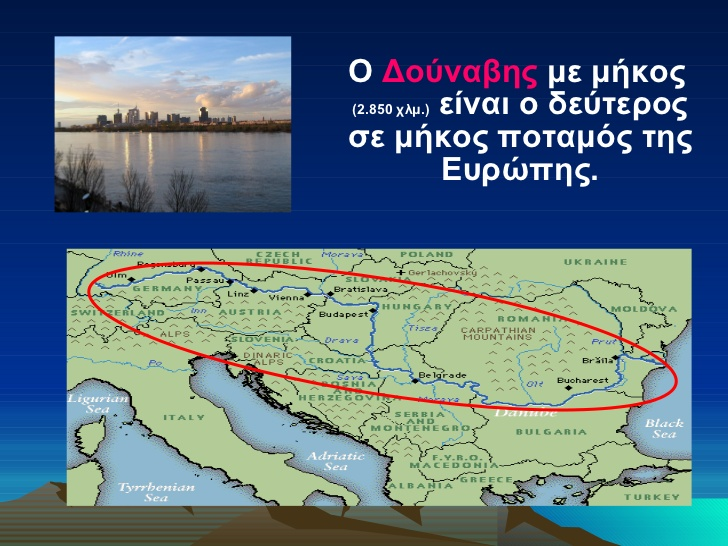 Ο Δούναβης με μήκος
(2.850 χλμ.) είναι ο δεύτερος
σε μήκος ποταμός της
Ευρώπης.
Rhine
CZECH
REPUBLIC
Morava
POLAND
UKRAINE
Regensburg
Gerlachovský
Ulm
Passau
SLOVAKIA
GERMANY
Linz
Vienna
Bratislava
SWITZERLAND
Inn
AUSTRIA
Budapest
HUNGARY
MOLDOVA
ROMANIA
ALPS
SLOVENIA
Drava
Tisea
CARPATHIAN
MOUNTAINS
Prut
DINARIC
ALPS
CROATIA
Po
Brăila
Sava
Belgrade
Olt
Bucharest
BOSNIA
AND
HERZEGOVINA
Morava
Danube
Ligurian
Sea
ITALY
SERBIA
AND
MONTENEGRO
BULGARIA
Black
Sea
Adriatic
Sea
F.Y.R.O.
MACEDONIA
GREECE
Tyrrhenian
Sea
ALBANIA
TURKEY